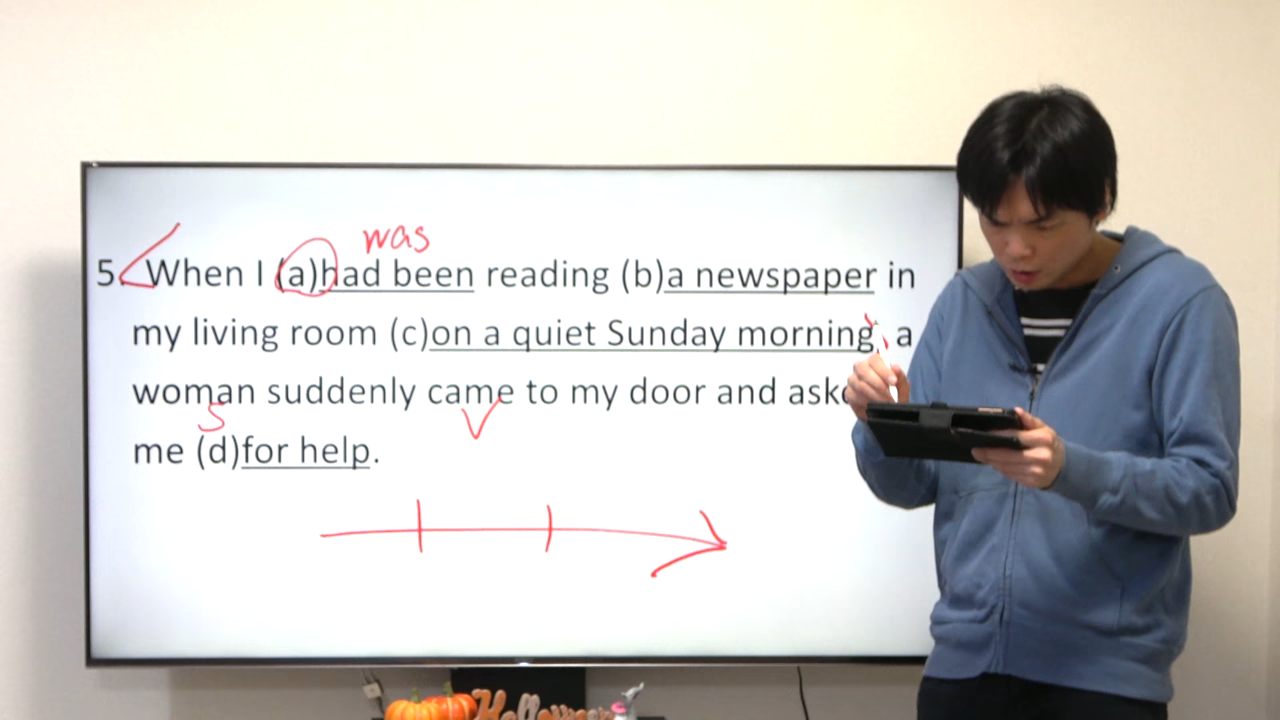 was
5. When I (a)had been reading (b)a newspaper in
my living room (c)on a quiet Sunday morning, a
woman suddenly came to my door and
S
V
me (d)for help.
Halloween